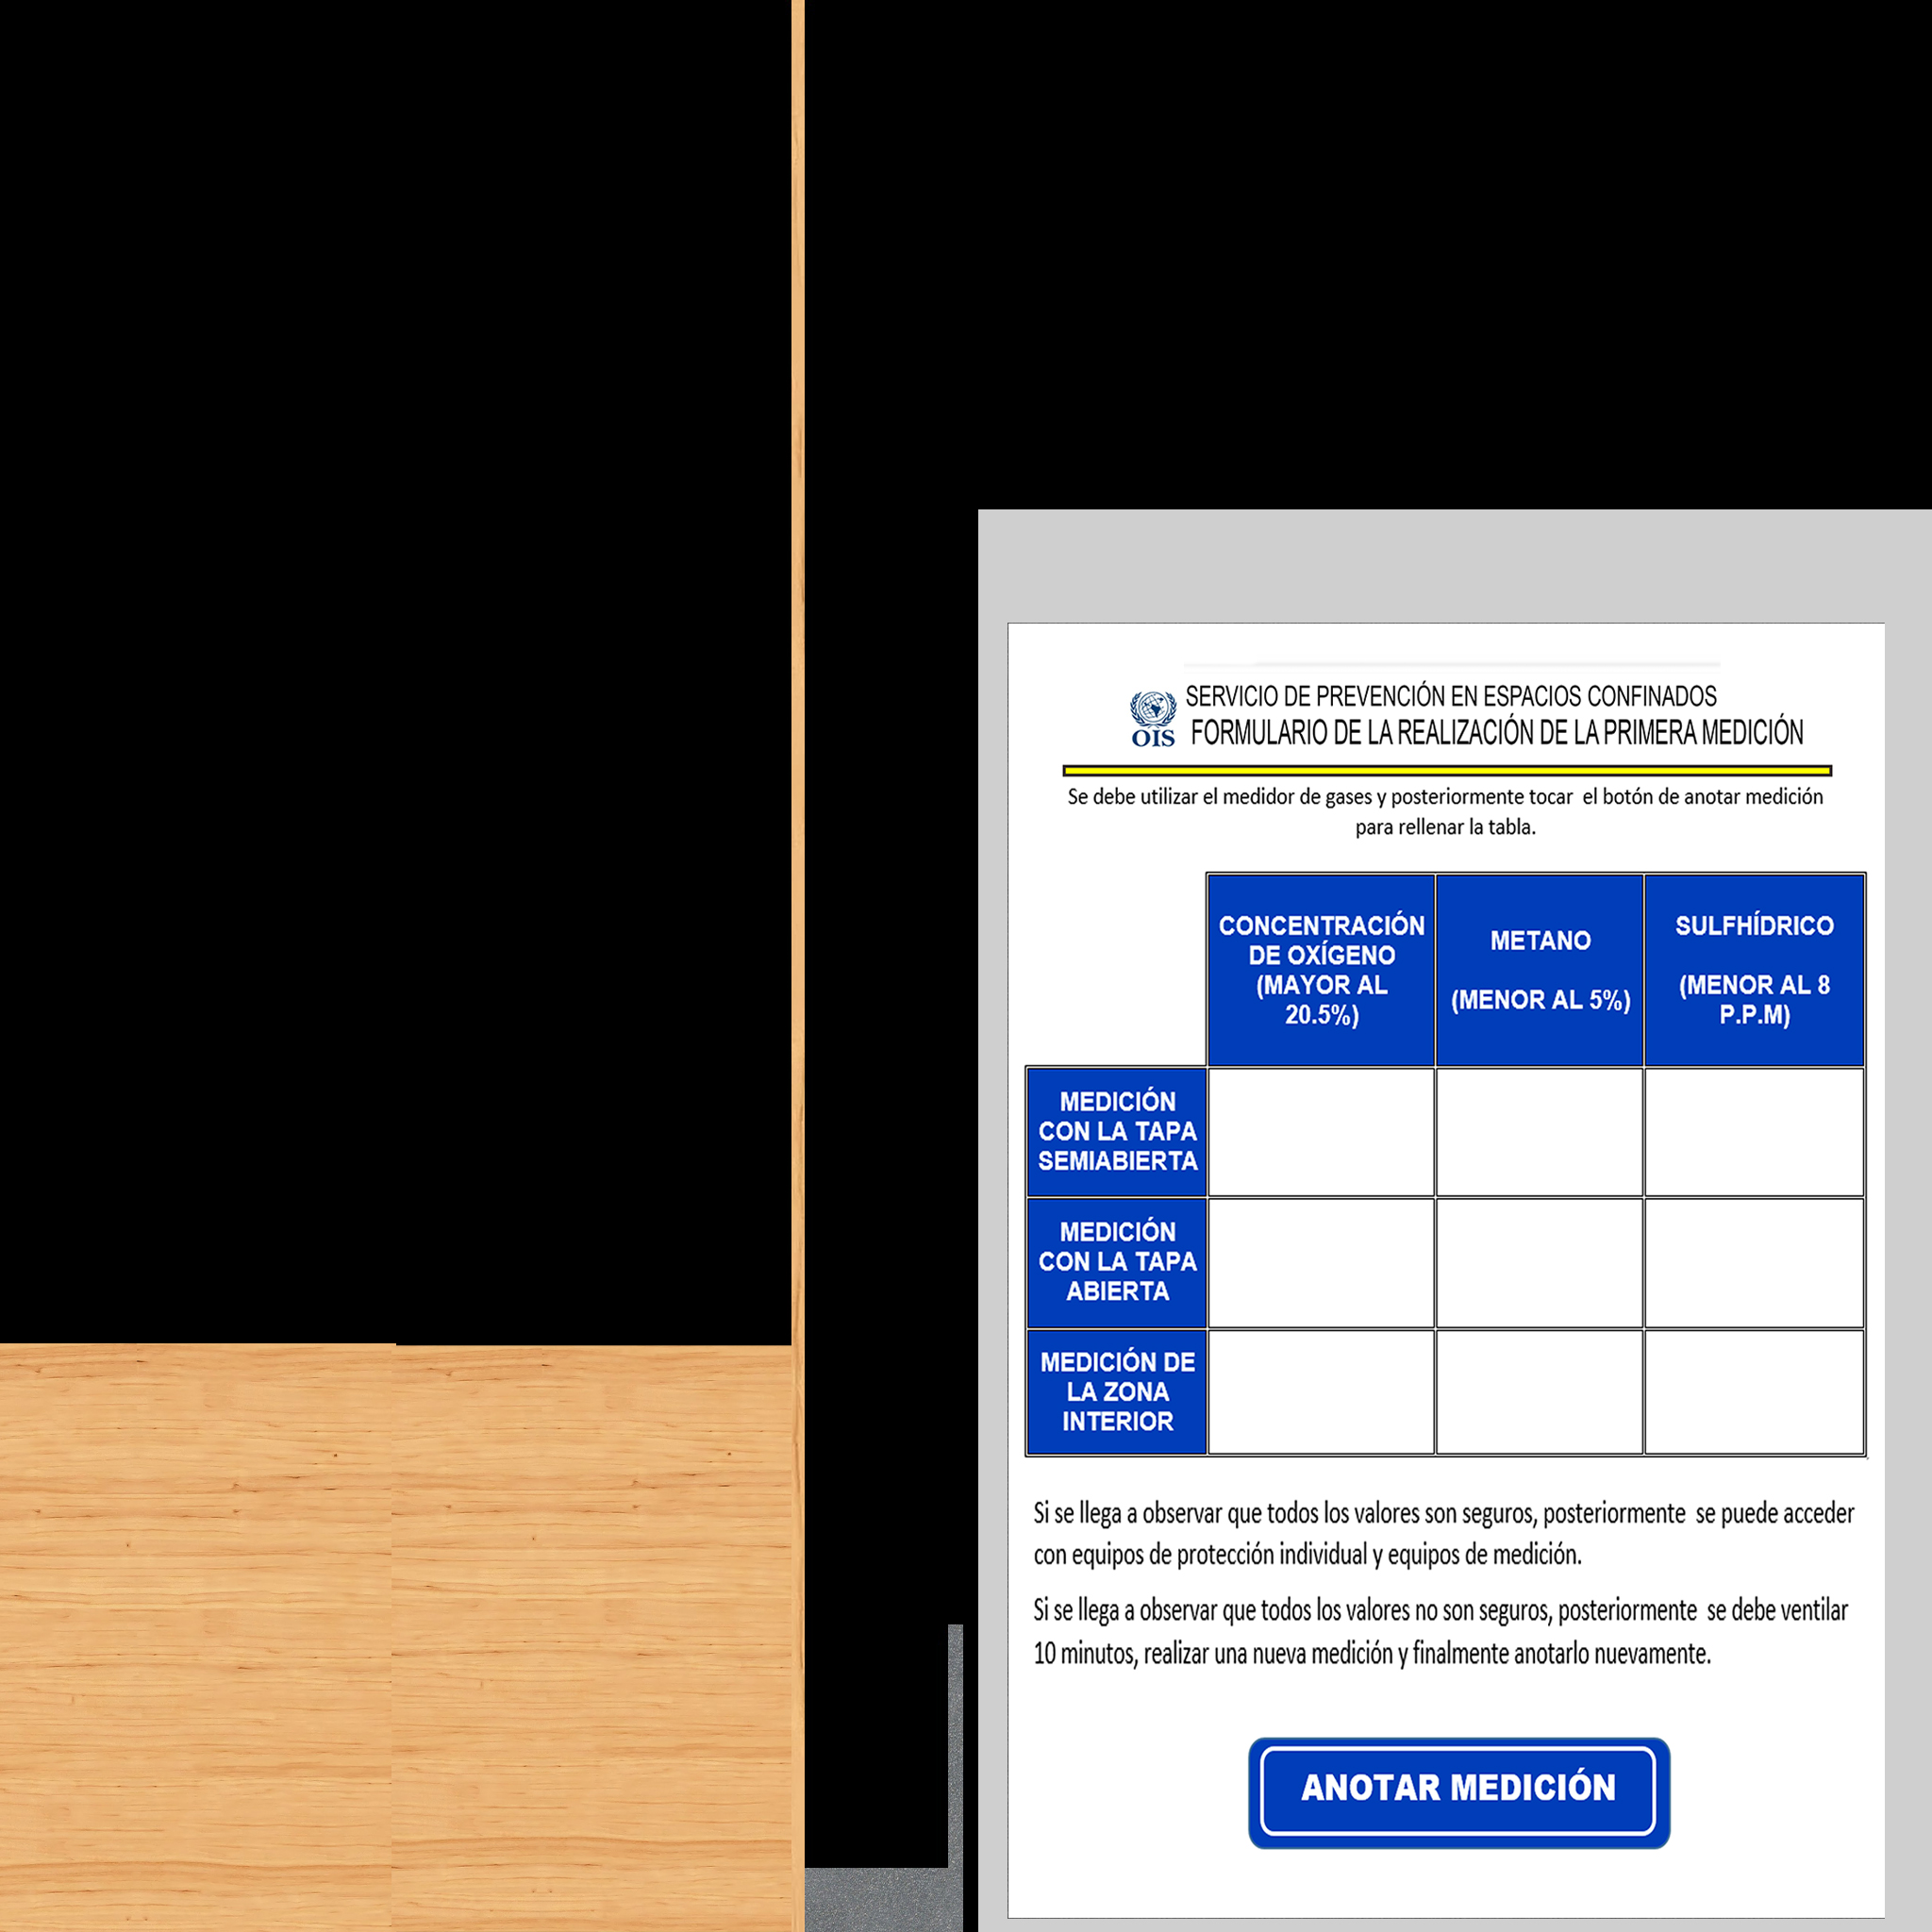 SERVICIO DE PREVENCIÓN EN ESPACIOS CONFINADOS
OIS FORMULARIO DE LA REALIZACIÓN DE LA PRIMERA MEDICIÓN
Se debe utilizar el medidor de gases y posteriormente tocar  el botón de anotar medición
para rellenar la tabla.
CONCENTRACIÓN
DE OXÍGENO
(MAYOR AL
20.5%)
METANO
(MENOR AL 5%)
SULFHÍDRICO
(MENOR AL 8
P.P.M)
MEDICIÓN
CON LA TAPA
SEMIABIERTA
MEDICIÓN
CON LA TAPA
ABIERTA
MEDICIÓN DE
LA ZONA
INTERIOR
Si se llega a observar que todos los valores son seguros, posteriormente  se puede acceder
con equipos de protección individual y equipos de medición.
Si se llega a observar que todos los valores no son seguros, posteriormente  se debe ventilar
10 minutos, realizar una nueva medición y finalmente anotarlo nuevamente.
ANOTAR MEDICIÓN